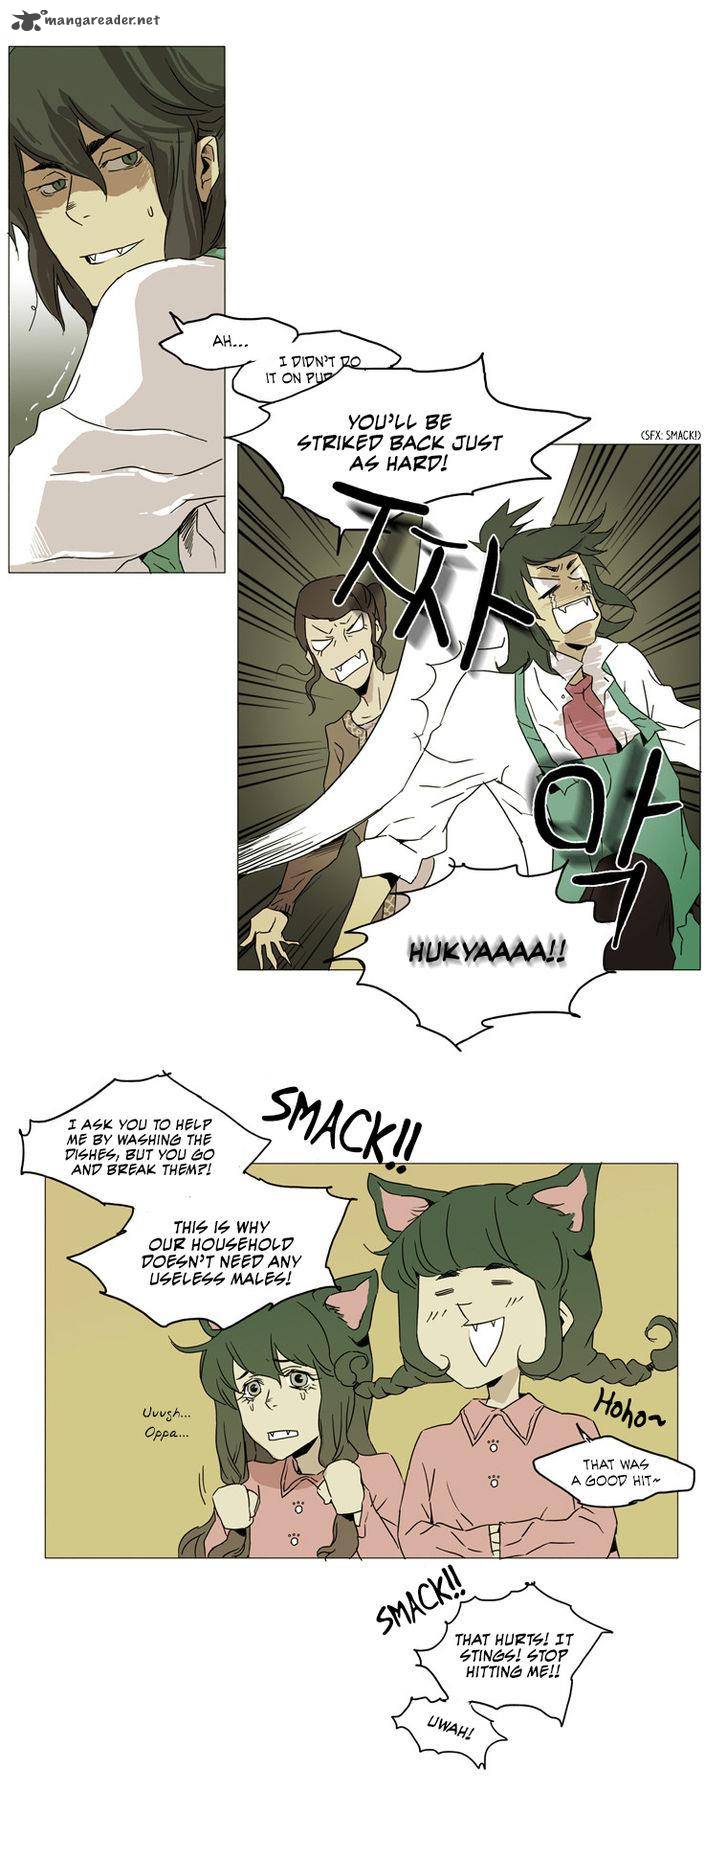 mangareader.net
AH...
I DIDN'T DO
IT ON PUR
YOU'LL BE
STRIKED BACK JUST
AS HARD!
(SFX: SMACK!)
짜
악
HUKYAAAA!!
SMACK!!
I ASK YOU TO HELP
ME BY WASHING THE
DISHES, BUT YOU GO
AND BREAK THEM?!
THIS IS WHY
OUR HOUSEHOLD
DOESN'T NEED ANY
USELESS MALES!
Uuugh...
Oppa...
Hoho~
THAT WAS
A GOOD HIT~
SMACK!!
THAT HURTS! IT
STINGS! STOP
HITTING ME!!
UWAH!